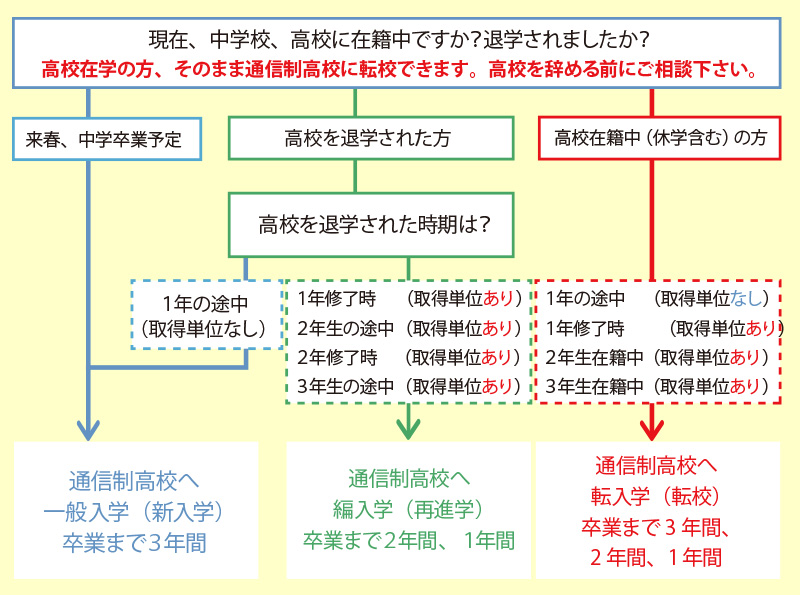 現在、中学校、高校に在籍中ですか？退学されましたか？
高校在学の方、そのまま通信制高校に転校できます。高校を辞める前にご相談下さい。
来春、中学卒業予定
高校を退学された方
高校在籍中（休学含む）の方
高校を退学された時期は？
1年の途中
（取得単位なし）
1年修了時 （取得単位あり）
2年生の途中（取得単位あり）
2年修了時 （取得単位あり）
3年生の途中（取得単位あり）
1年の途中 （取得単位なし）
1年修了時 （取得単位あり）
2年生在籍中（取得単位あり）
3年生在籍中（取得単位あり）
通信制高校へ
一般入学（新入学）
卒業まで3年間
通信制高校へ
編入学（再進学）
卒業まで2年間、1年間
通信制高校へ
転入学（転校）
卒業まで3年間、
2年間、1年間